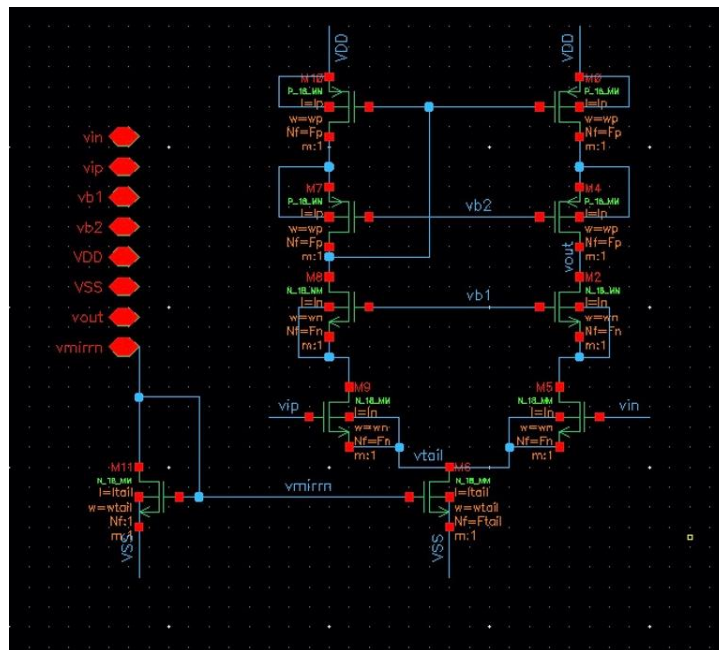 VDD
VDD
M10
P_18_MM
l=lp
w=wp
Nf=Fp
m:1
M0
P_18_MM
l=lp
w=wp
Nf=Fp
m:1
vin
vip
vb1
vb2
VDD
VSS
vout
vmirrn
M7
P_18_MM
l=lp
w=wp
Nf=Fp
m:1
vb2
M4
P_18_MM
l=lp
w=wp
Nf=Fp
m:1
vout
M8
N_18_MM
l=ln
w=wn
Nf=Fn
m:1
vb1
M2
N_18_MM
l=ln
w=wn
Nf=Fn
m:1
vip
M9
N_18_MM
l=ln
w=wn
Nf=Fn
m:1
M5
N_18_MM
l=ln
w=wn
Nf=Fn
m:1
vin
vtail
M11
N_18_MM
l=ltail
w=wtail
Nf:1
m:1
VSS
vmirrn
M6
N_18_MM
l=ltail
w=wtail
Nf=Ftail
m:1
VSS